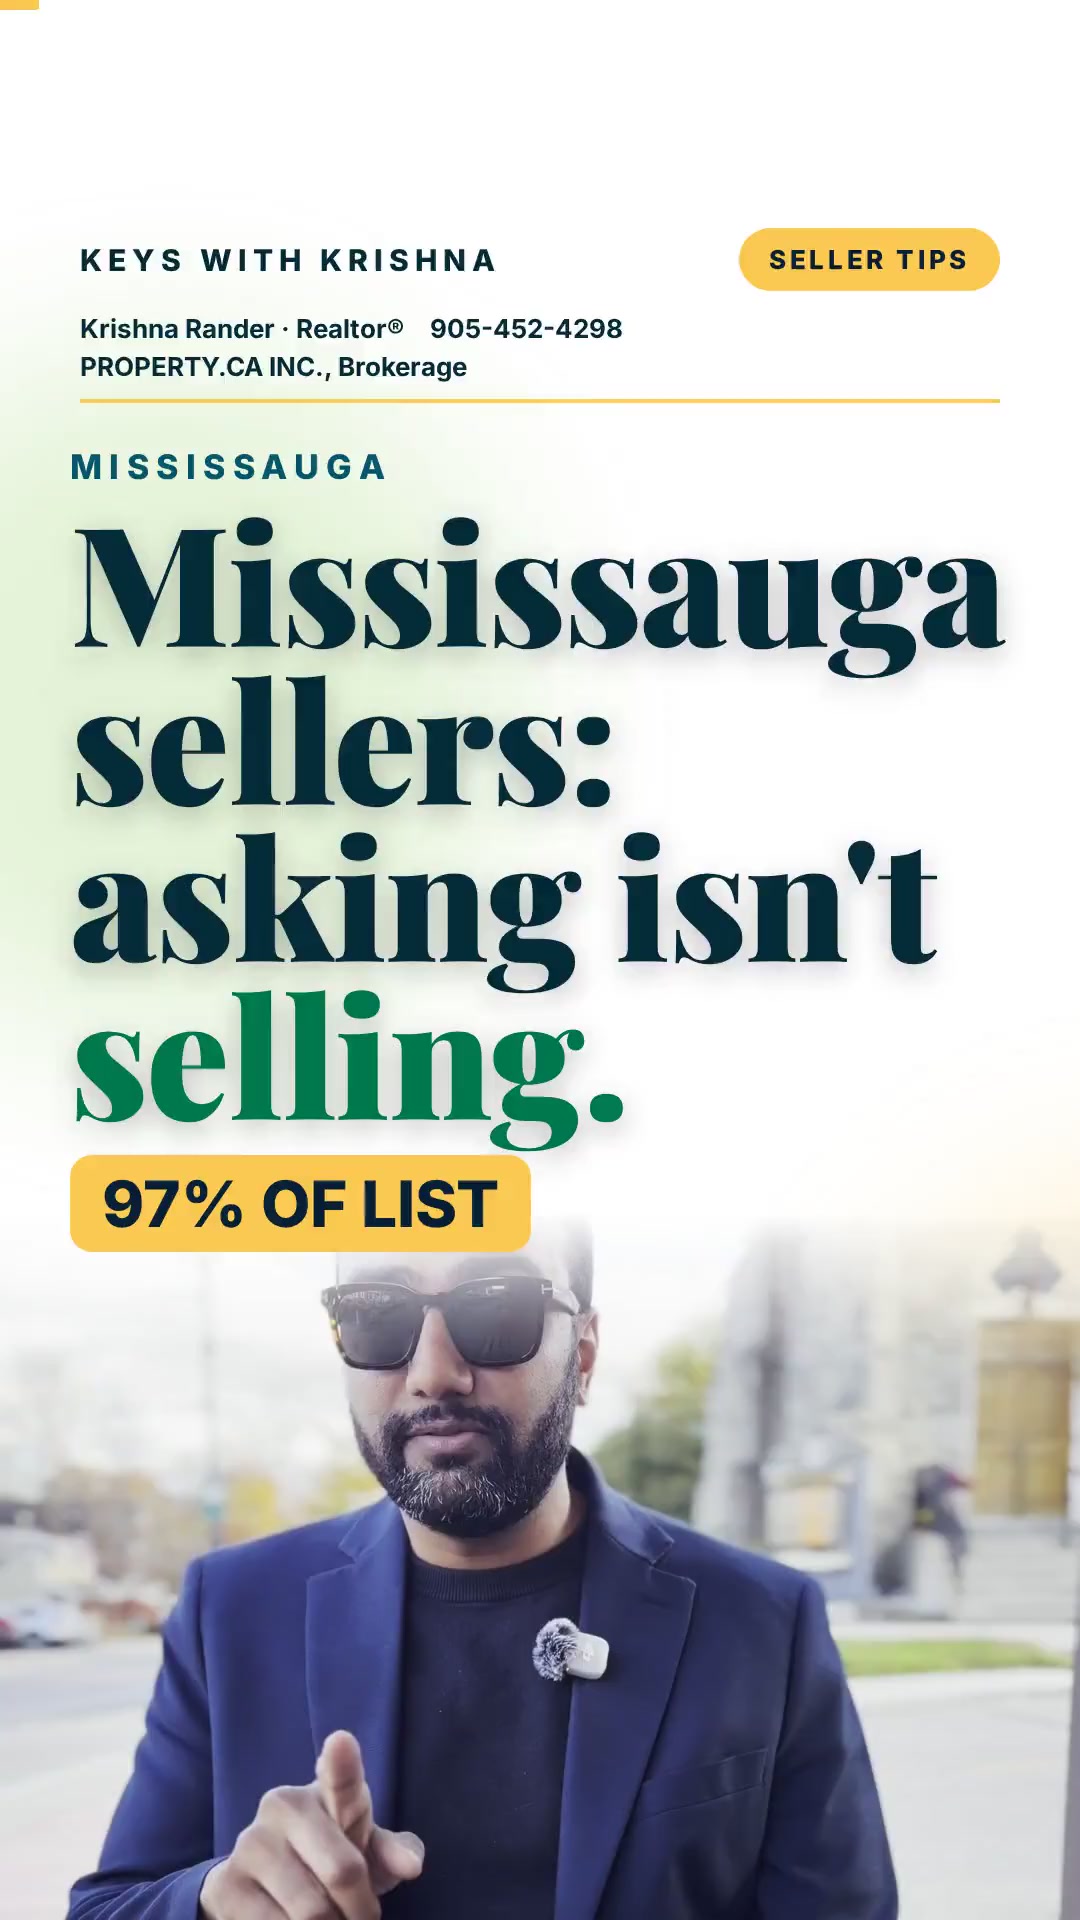 KEYS WITH KRISHNA
SELLER TIPS
Krishna Rander · Realtor® 905-452-4298
PROPERTY.CA INC., Brokerage
MISSISSAUGA
Mississauga
sellers:
asking isn't
selling.
97% OF LIST